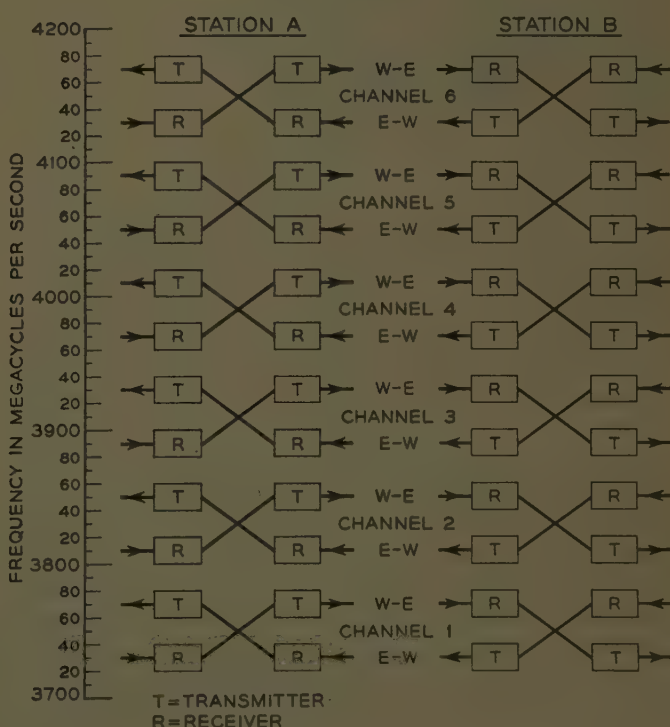 STATION A STATION B
4200
80 T T W-E R R
60
CHANNEL 6
40
R R E-W T T
20
4100
80 T T W-E R R
60
CHANNEL 5
R R E-W T T
40
20
T T W-E R R
4000
CHANNEL 4
80
R R E-W T T
60
40
T T W-E R R
20
CHANNEL 3
3900
R R E-W T T
80
60
T T W-E R R
40
CHANNEL 2
20
R R E-W T T
3800
80
T T W-E R R
60
CHANNEL 1
40
R R E-W T T
20
3700
FREQUENCY IN MEGACYCLES PER SECOND
T=TRANSMITTER
R=RECEIVER